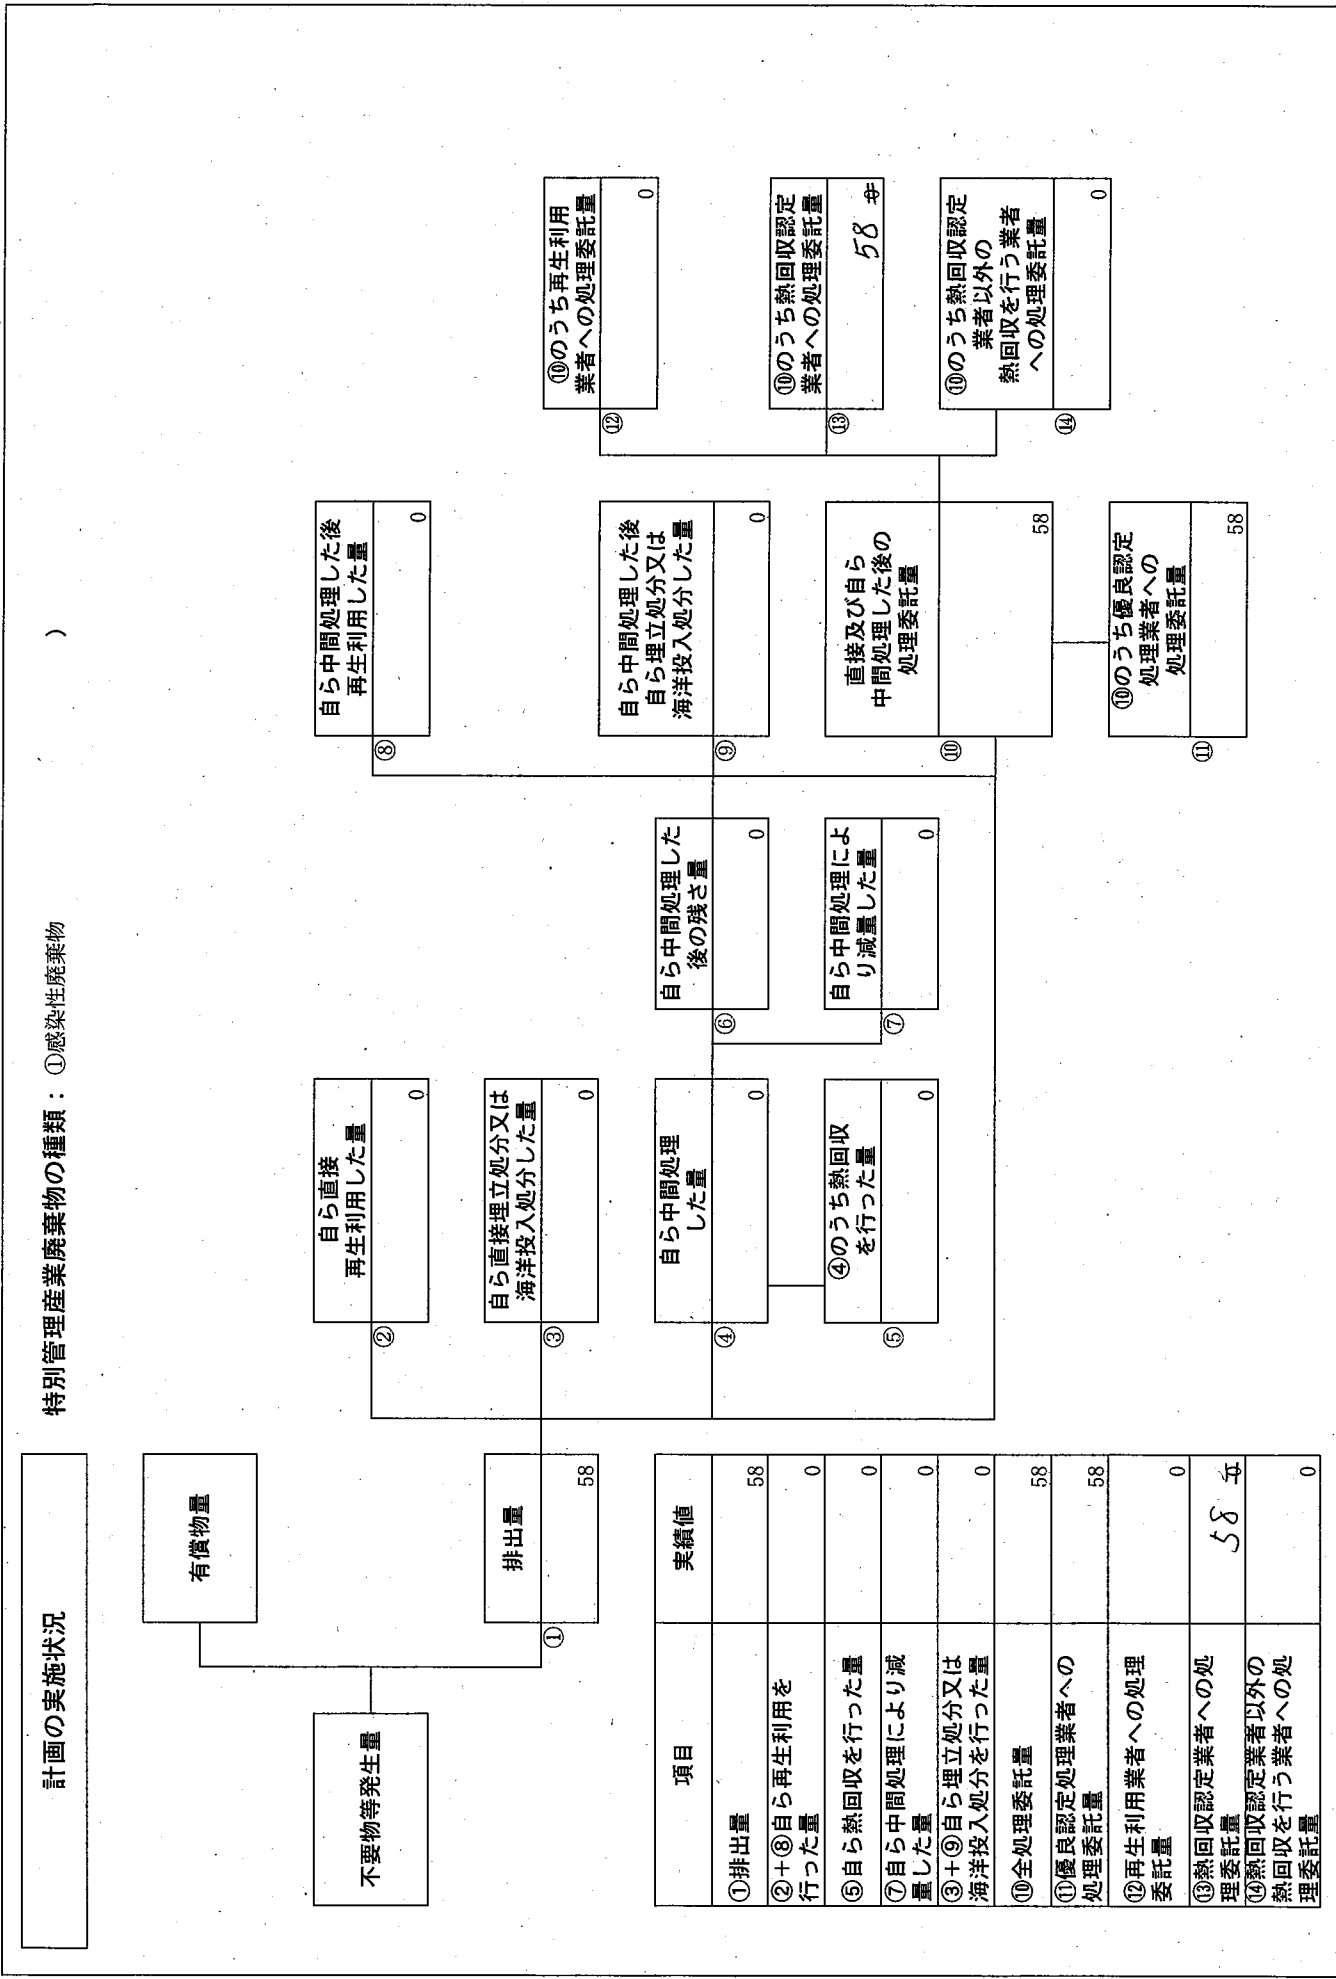 計画の実施状況
特別管理産業廃棄物の種類：①感染性廃棄物
）
有償物量
不要物等発生量
排出量
①
58
自ら直接
再生利用した量
②
0
自ら直接埋立処分又は
海洋投入処分した量
③
0
自ら中間処理
した量
④
0
④のうち熱回収
を行った量
⑤
0
自ら中間処理した
後の残さ量
⑥
0
自ら中間処理によ
り減量した量
⑦
0
自ら中間処理した後
再生利用した量
⑧
0
自ら中間処理した後
自ら埋立処分又は
海洋投入処分した量
⑨
0
直接及び自ら
中間処理した後の
処理委託量
⑩
58
⑩のうち優良認定
処理業者への
処理委託量
⑪
58
⑩のうち再生利用
業者への処理委託量
⑫
0
⑩のうち熱回収認定
業者への処理委託量
⑬
58
⑩のうち熱回収認定
業者以外の
熱回収を行う業者
への処理委託量
⑭
0
項目 実績値
①排出量 58
②＋⑧自ら再生利用を
行った量 0
⑤自ら熱回収を行った量 0
⑦自ら中間処理により減
量した量 0
③＋⑨自ら埋立処分又は
海洋投入処分を行った量 0
⑩全処理委託量 58
⑪優良認定処理業者への
処理委託量 58
⑫再生利用業者への処理
委託量 0
⑬熱回収認定業者への処
理委託量 58
⑭熱回収認定業者以外の
熱回収を行う業者への処
理委託量 0